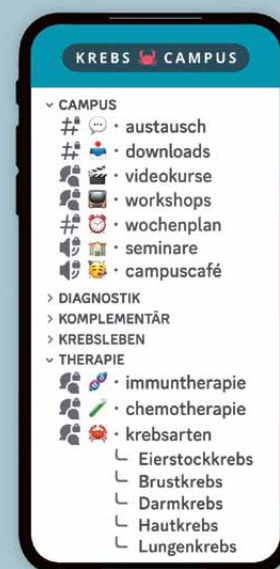 KREBS 🦀 CAMPUS
CAMPUS
💬 · austausch
📥 · downloads
🎬 · videokurse
📺 · workshops
⏰ · wochenplan
🏫 · seminare
🥳 · campuscafé
DIAGNOSTIK
KOMPLEMENTÄR
KREBSLEBEN
THERAPIE
🧬 · immuntherapie
🧪 · chemotherapie
🦀 · krebsarten
Eierstockkrebs
Brustkrebs
Darmkrebs
Hautkrebs
Lungenkrebs